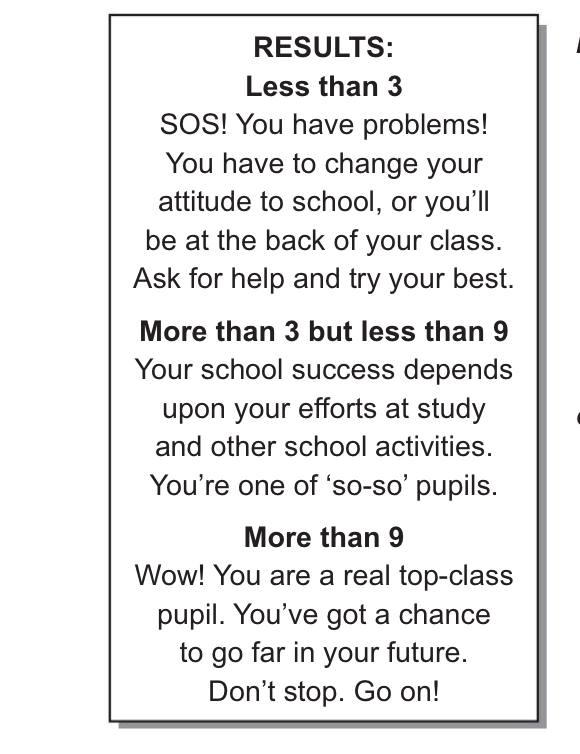 RESULTS:
Less than 3
SOS! You have problems!
You have to change your
attitude to school, or you’ll
be at the back of your class.
Ask for help and try your best.
More than 3 but less than 9
Your school success depends
upon your efforts at study
and other school activities.
You’re one of ‘so-so’ pupils.
More than 9
Wow! You are a real top-class
pupil. You’ve got a chance
to go far in your future.
Don’t stop. Go on!